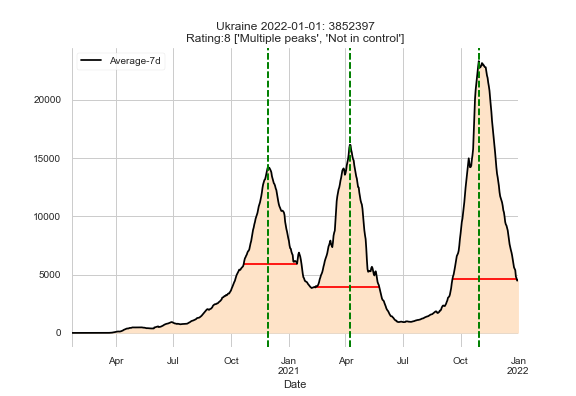 Ukraine 2022-01-01: 3852397
Rating:8 ['Multiple peaks', 'Not in control']
Average-7d
20000
15000
10000
5000
0
Apr Jul Oct Jan Apr Jul Oct Jan
2021 2022
Date